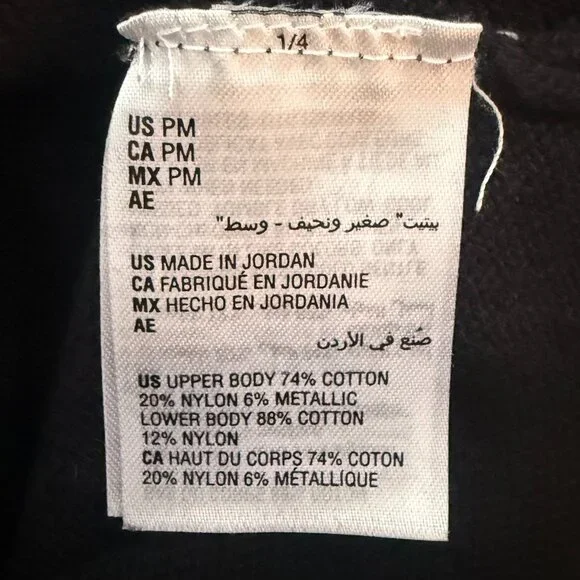 1/4
US PM
CA PM
MX PM
AE
بيتيت" صغير ونحيف - وسط"
US MADE IN JORDAN
CA FABRIQUÉ EN JORDANIE
MX HECHO EN JORDANIA
AE
صُنع في الأردن
US UPPER BODY 74% COTTON
20% NYLON 6% METALLIC
LOWER BODY 88% COTTON
12% NYLON
CA HAUT DU CORPS 74% COTON
20% NYLON 6% MÉTALLÍQUE